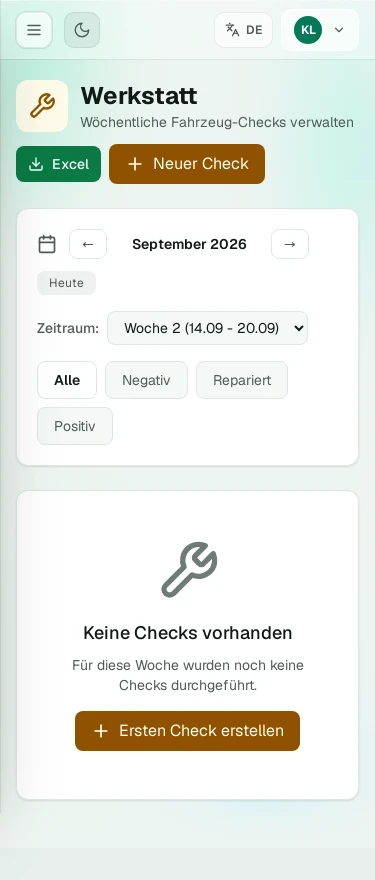 DE
KL
Werkstatt
Wöchentliche Fahrzeug-Checks verwalten
Excel
Neuer Check
← September 2026 →
Heute
Zeitraum: Woche 2 (14.09 - 20.09)
Alle Negativ Repariert
Positiv
Keine Checks vorhanden
Für diese Woche wurden noch keine
Checks durchgeführt.
Ersten Check erstellen